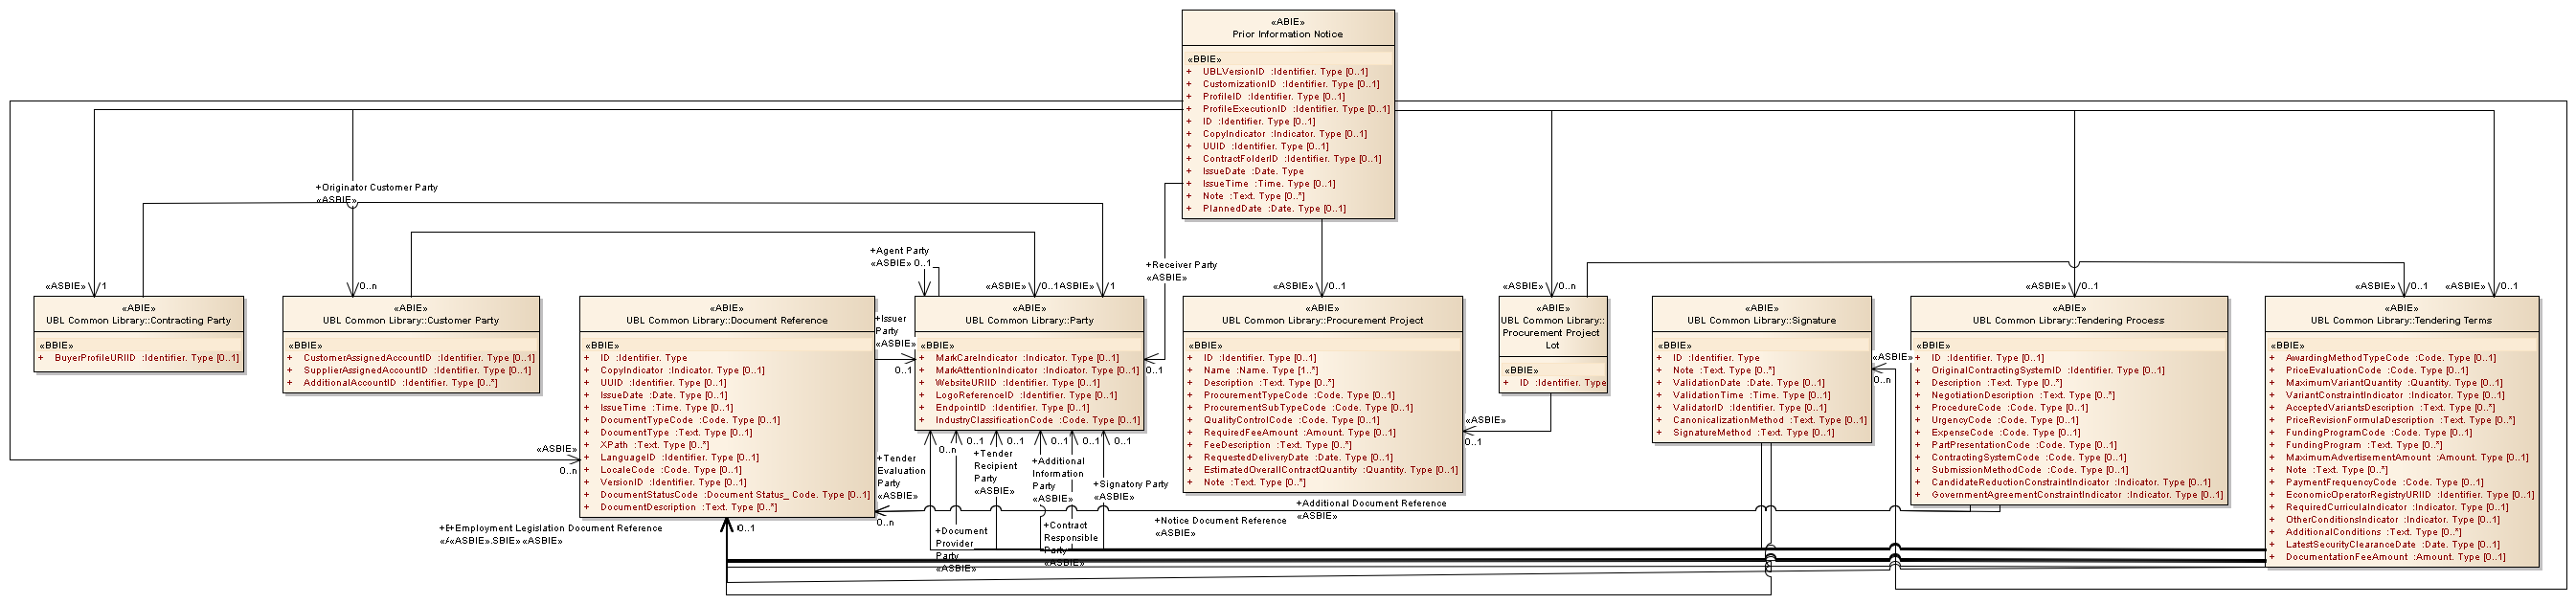 «ABIE»
Prior Information Notice
«BBIE»
+ UBLVersionID :Identifier. Type [0..1]
+ CustomizationID :Identifier. Type [0..1]
+ ProfileID :Identifier. Type [0..1]
+ ProfileExecutionID :Identifier. Type [0..1]
+ ID :Identifier. Type [0..1]
+ CopyIndicator :Indicator. Type [0..1]
+ UUID :Identifier. Type [0..1]
+ ContractFolderID :Identifier. Type [0..1]
+ IssueDate :Date. Type
+ IssueTime :Time. Type [0..1]
+ Note :Text. Type [0..*]
+ PlannedDate :Date. Type [0..1]
+Originator Customer Party
«ASBIE»
+Agent Party
«ASBIE» 0..1
+Receiver Party
«ASBIE»
«ASBIE» 1
0..n
«ASBIE» 0..1
ASBIE» 1
«ASBIE» 0..1
«ASBIE» 0..n
«ASBIE» 0..1
«ASBIE» 0..1
«ASBIE» 0..1
«ABIE»
UBL Common Library::Contracting Party
«BBIE»
+ BuyerProfileURIID :Identifier. Type [0..1]
«ABIE»
UBL Common Library::Customer Party
«BBIE»
+ CustomerAssignedAccountID :Identifier. Type [0..1]
+ SupplierAssignedAccountID :Identifier. Type [0..1]
+ AdditionalAccountID :Identifier. Type [0..*]
«ABIE»
UBL Common Library::Document Reference
«BBIE»
+ ID :Identifier. Type
+ CopyIndicator :Indicator. Type [0..1]
+ UUID :Identifier. Type [0..1]
+ IssueDate :Date. Type [0..1]
+ IssueTime :Time. Type [0..1]
+ DocumentTypeCode :Code. Type [0..1]
+ DocumentType :Text. Type [0..1]
+ XPath :Text. Type [0..*]
+ LanguageID :Identifier. Type [0..1]
+ LocaleCode :Code. Type [0..1]
+ VersionID :Identifier. Type [0..1]
+ DocumentStatusCode :Document Status_ Code. Type [0..1]
+ DocumentDescription :Text. Type [0..*]
+Issuer
Party
«ASBIE»
0..1
«ABIE»
UBL Common Library::Party
«BBIE»
+ MarkCareIndicator :Indicator. Type [0..1]
+ MarkAttentionIndicator :Indicator. Type [0..1]
+ WebsiteURIID :Identifier. Type [0..1]
+ LogoReferenceID :Identifier. Type [0..1]
+ EndpointID :Identifier. Type [0..1]
+ IndustryClassificationCode :Code. Type [0..1]
0..1
«ABIE»
UBL Common Library::Procurement Project
«BBIE»
+ ID :Identifier. Type [0..1]
+ Name :Name. Type [1..*]
+ Description :Text. Type [0..*]
+ ProcurementTypeCode :Code. Type [0..1]
+ ProcurementSubTypeCode :Code. Type [0..1]
+ QualityControlCode :Code. Type [0..1]
+ RequiredFeeAmount :Amount. Type [0..1]
+ FeeDescription :Text. Type [0..*]
+ RequestedDeliveryDate :Date. Type [0..1]
+ EstimatedOverallContractQuantity :Quantity. Type [0..1]
+ Note :Text. Type [0..*]
«ABIE»
UBL Common Library::
Procurement Project
Lot
«BBIE»
+ ID :Identifier. Type
«ASBIE»
0..1
«ABIE»
UBL Common Library::Signature
«BBIE»
+ ID :Identifier. Type
+ Note :Text. Type [0..*]
+ ValidationDate :Date. Type [0..1]
+ ValidationTime :Time. Type [0..1]
+ ValidatorID :Identifier. Type [0..1]
+ CanonicalizationMethod :Text. Type [0..1]
+ SignatureMethod :Text. Type [0..1]
«ASBIE»
0..n
«ABIE»
UBL Common Library::Tendering Process
«BBIE»
+ ID :Identifier. Type [0..1]
+ OriginalContractingSystemID :Identifier. Type [0..1]
+ Description :Text. Type [0..*]
+ NegotiationDescription :Text. Type [0..*]
+ ProcedureCode :Code. Type [0..1]
+ UrgencyCode :Code. Type [0..1]
+ ExpenseCode :Code. Type [0..1]
+ PartPresentationCode :Code. Type [0..1]
+ ContractingSystemCode :Code. Type [0..1]
+ SubmissionMethodCode :Code. Type [0..1]
+ CandidateReductionConstraintIndicator :Indicator. Type [0..1]
+ GovernmentAgreementConstraintIndicator :Indicator. Type [0..1]
«ABIE»
UBL Common Library::Tendering Terms
«BBIE»
+ AwardingMethodTypeCode :Code. Type [0..1]
+ PriceEvaluationCode :Code. Type [0..1]
+ MaximumVariantQuantity :Quantity. Type [0..1]
+ VariantConstraintIndicator :Indicator. Type [0..1]
+ AcceptedVariantsDescription :Text. Type [0..*]
+ PriceRevisionFormulaDescription :Text. Type [0..*]
+ FundingProgramCode :Code. Type [0..1]
+ FundingProgram :Text. Type [0..*]
+ MaximumAdvertisementAmount :Amount. Type [0..1]
+ Note :Text. Type [0..*]
+ PaymentFrequencyCode :Code. Type [0..1]
+ EconomicOperatorRegistryURIID :Identifier. Type [0..1]
+ RequiredCurriculaIndicator :Indicator. Type [0..1]
+ OtherConditionsIndicator :Indicator. Type [0..1]
+ AdditionalConditions :Text. Type [0..*]
+ LatestSecurityClearanceDate :Date. Type [0..1]
+ DocumentationFeeAmount :Amount. Type [0..1]
«ASBIE»
0..n
+Tender
Evaluation
Party
«ASBIE»
0..n
0..1
0..n
0..1
0..1
0..1
0..1
+Tender
Recipient
Party
«ASBIE»
+Additional
Information
Party
«ASBIE»
+Signatory Party
«ASBIE»
+Document
Provider
Party
«ASBIE»
+Contract
Responsible
Party
«ASBIE»
+Notice Document Reference
«ASBIE»
+Additional Document Reference
«ASBIE»
Employment Legislation Document Reference
«ASBIE» «ASBIE»
0..1